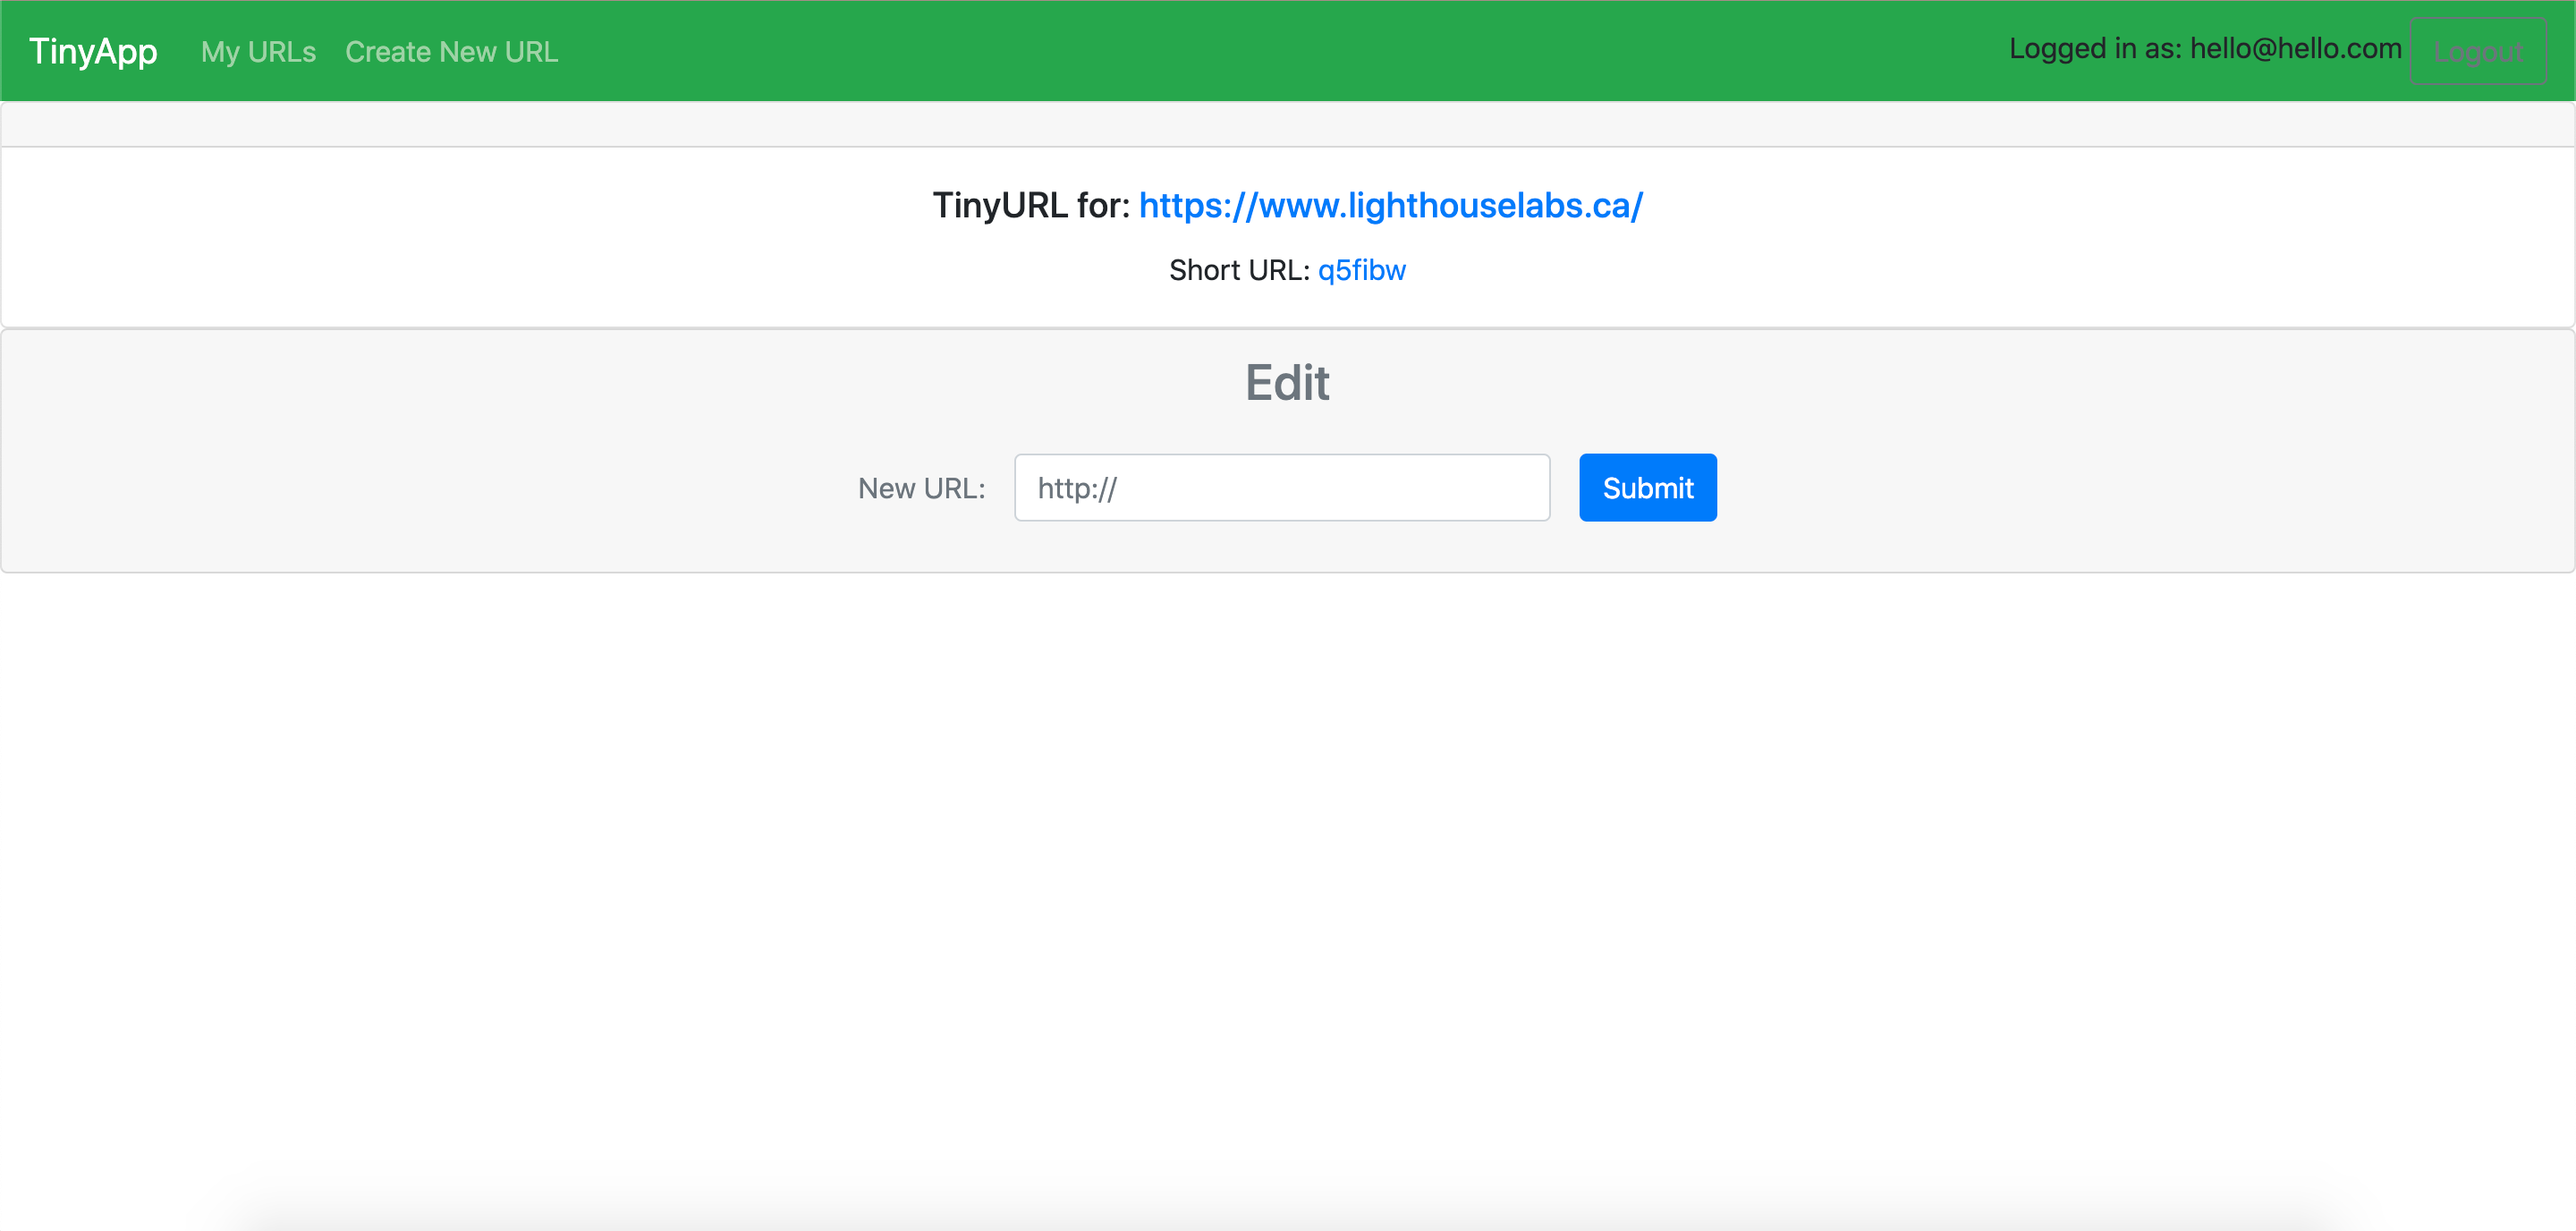 TinyApp My URLs Create New URL Logged in as: hello@hello.com Logout
TinyURL for: https://www.lighthouselabs.ca/
Short URL: q5fibw
Edit
New URL: http:// Submit